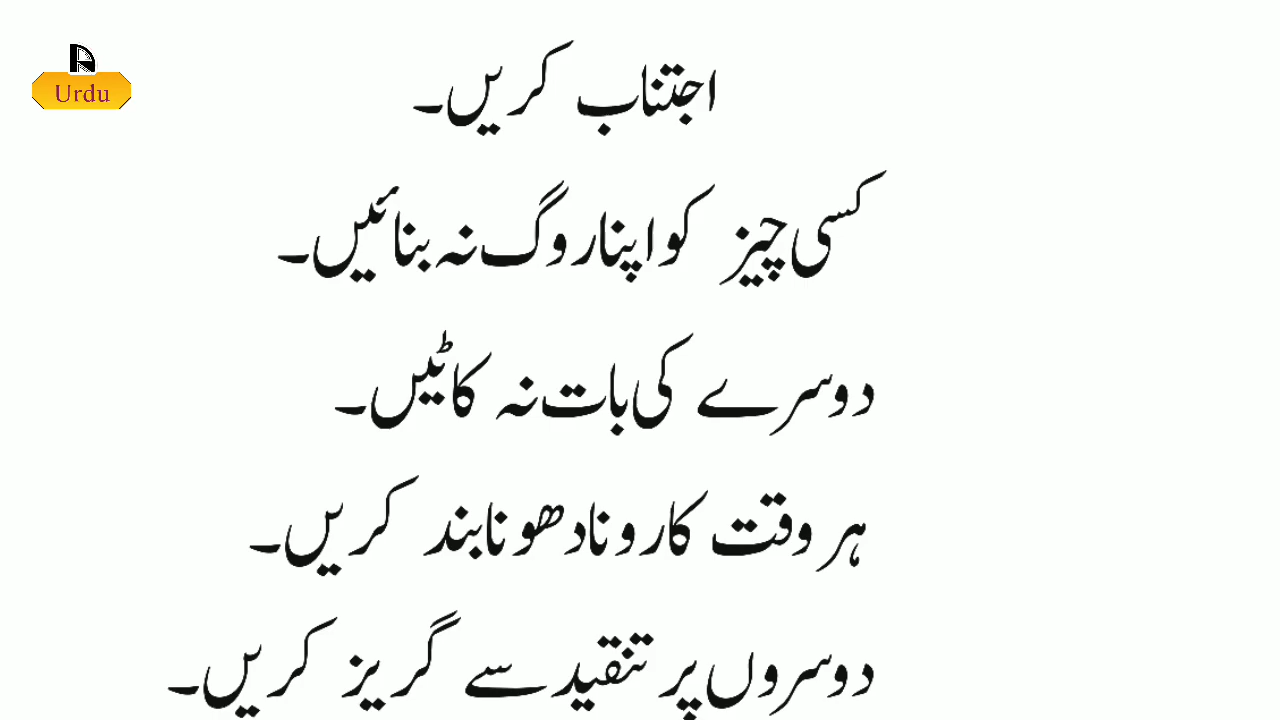 Urdu
اجتناب کریں۔
کسی چیز کو اپنا روگ نہ بنائیں۔
دوسرے کی بات نہ کاٹیں۔
ہر وقت کا رونا دھونا بند کریں۔
دوسروں پر تنقید سے گریز کریں۔